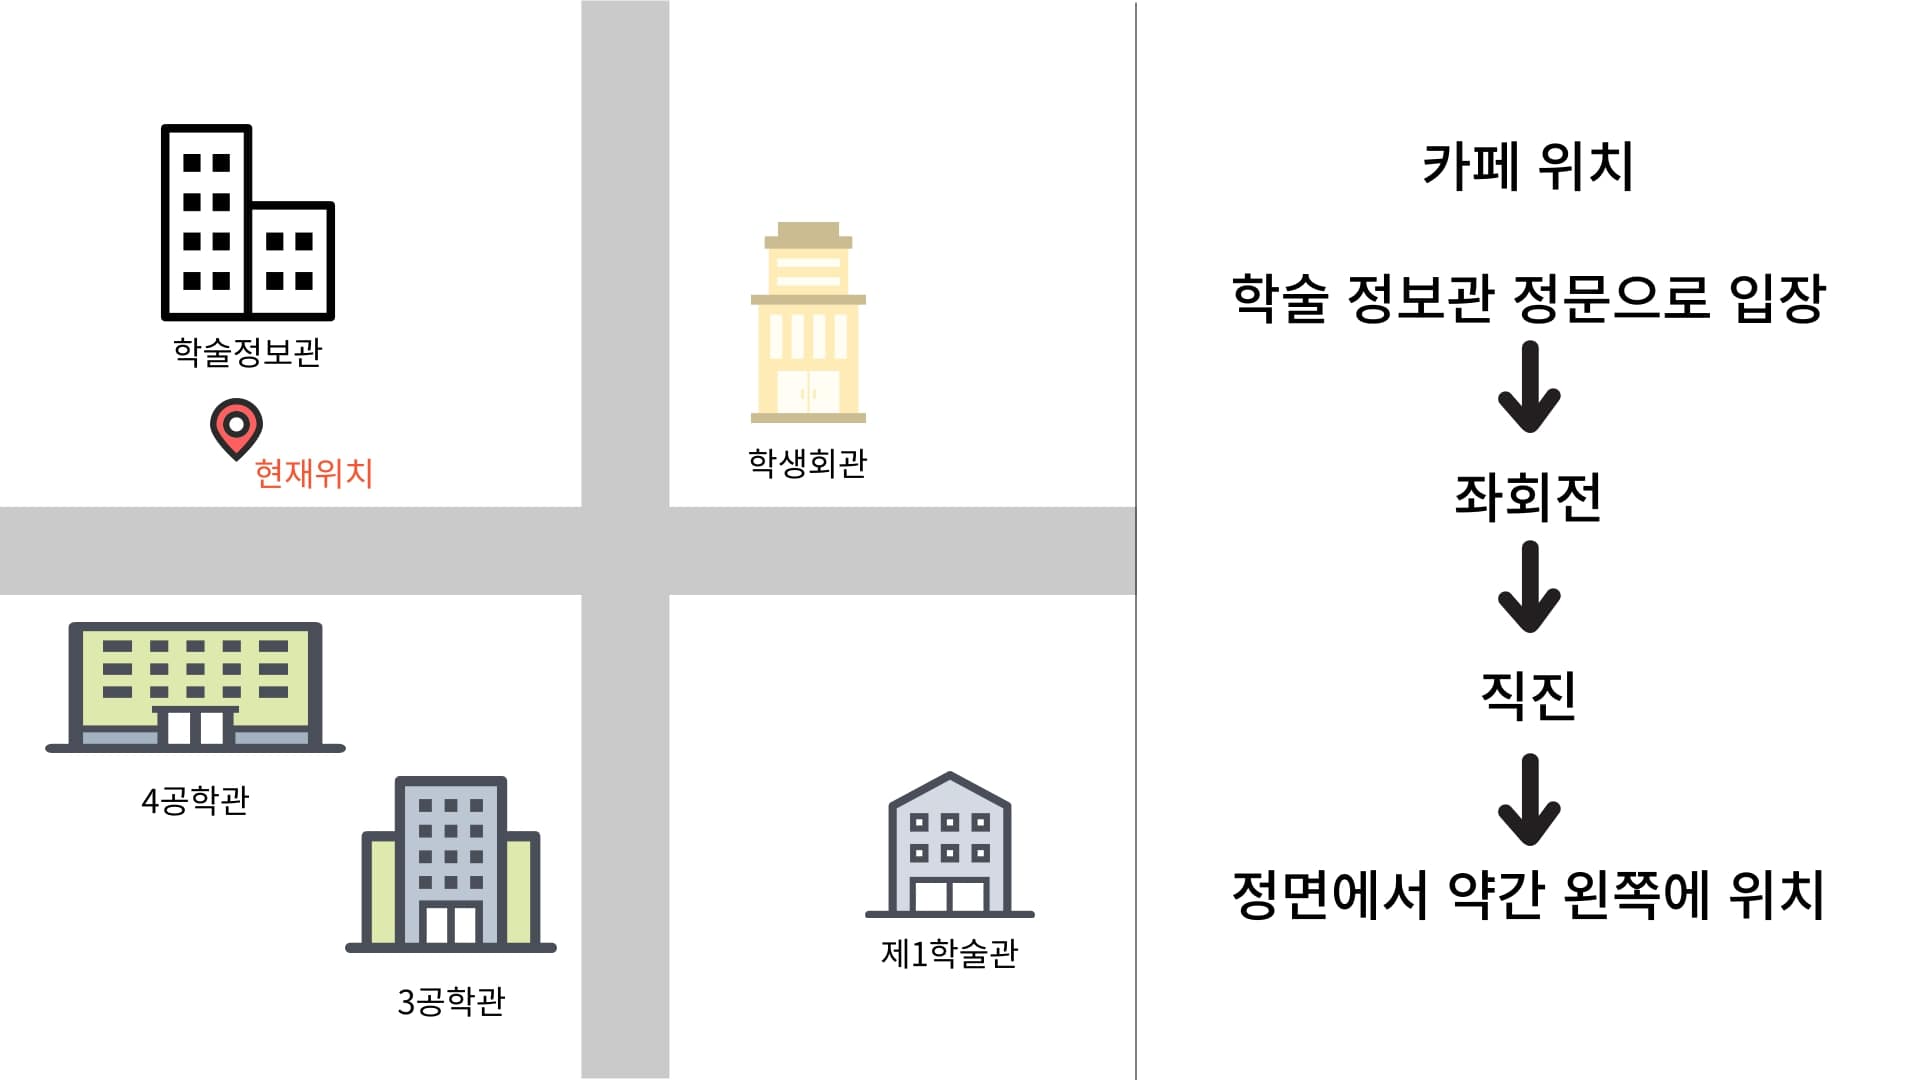 학술정보관
현재위치
학생회관
4공학관
3공학관
제1학술관
카페 위치
학술 정보관 정문으로 입장
좌회전
직진
정면에서 약간 왼쪽에 위치